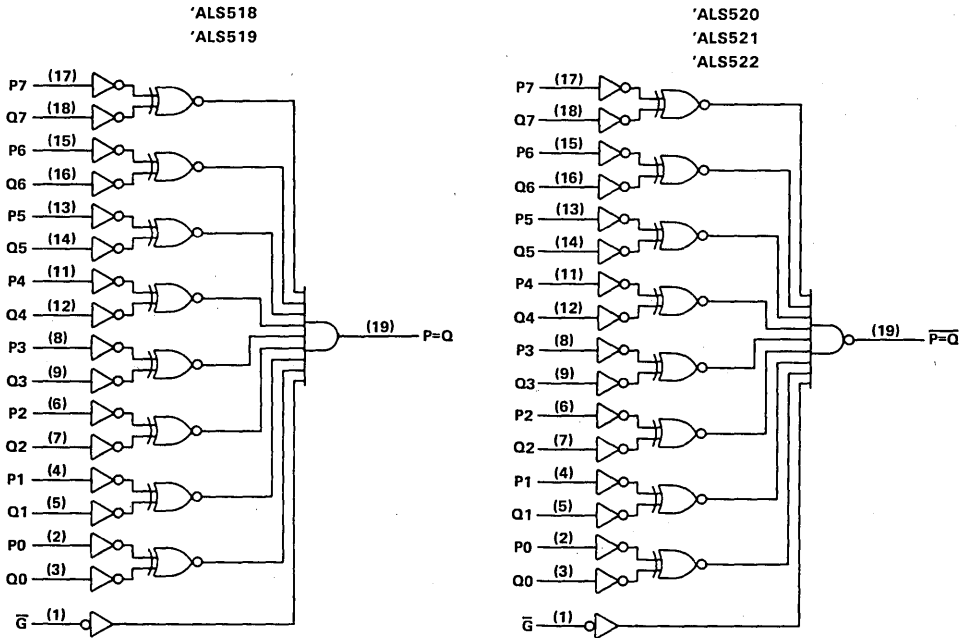 'ALS518
'ALS519
P7 (17)
Q7 (18)
P6 (15)
Q6 (16)
P5 (13)
Q5 (14)
P4 (11)
Q4 (12)
P3 (8)
Q3 (9)
P2 (6)
Q2 (7)
P1 (4)
Q1 (5)
P0 (2)
Q0 (3)
G̅ (1)
(19) P=Q
'ALS520
'ALS521
'ALS522
P7 (17)
Q7 (18)
P6 (15)
Q6 (16)
P5 (13)
Q5 (14)
P4 (11)
Q4 (12)
P3 (8)
Q3 (9)
P2 (6)
Q2 (7)
P1 (4)
Q1 (5)
P0 (2)
Q0 (3)
G̅ (1)
(19) P̅=̅Q̅